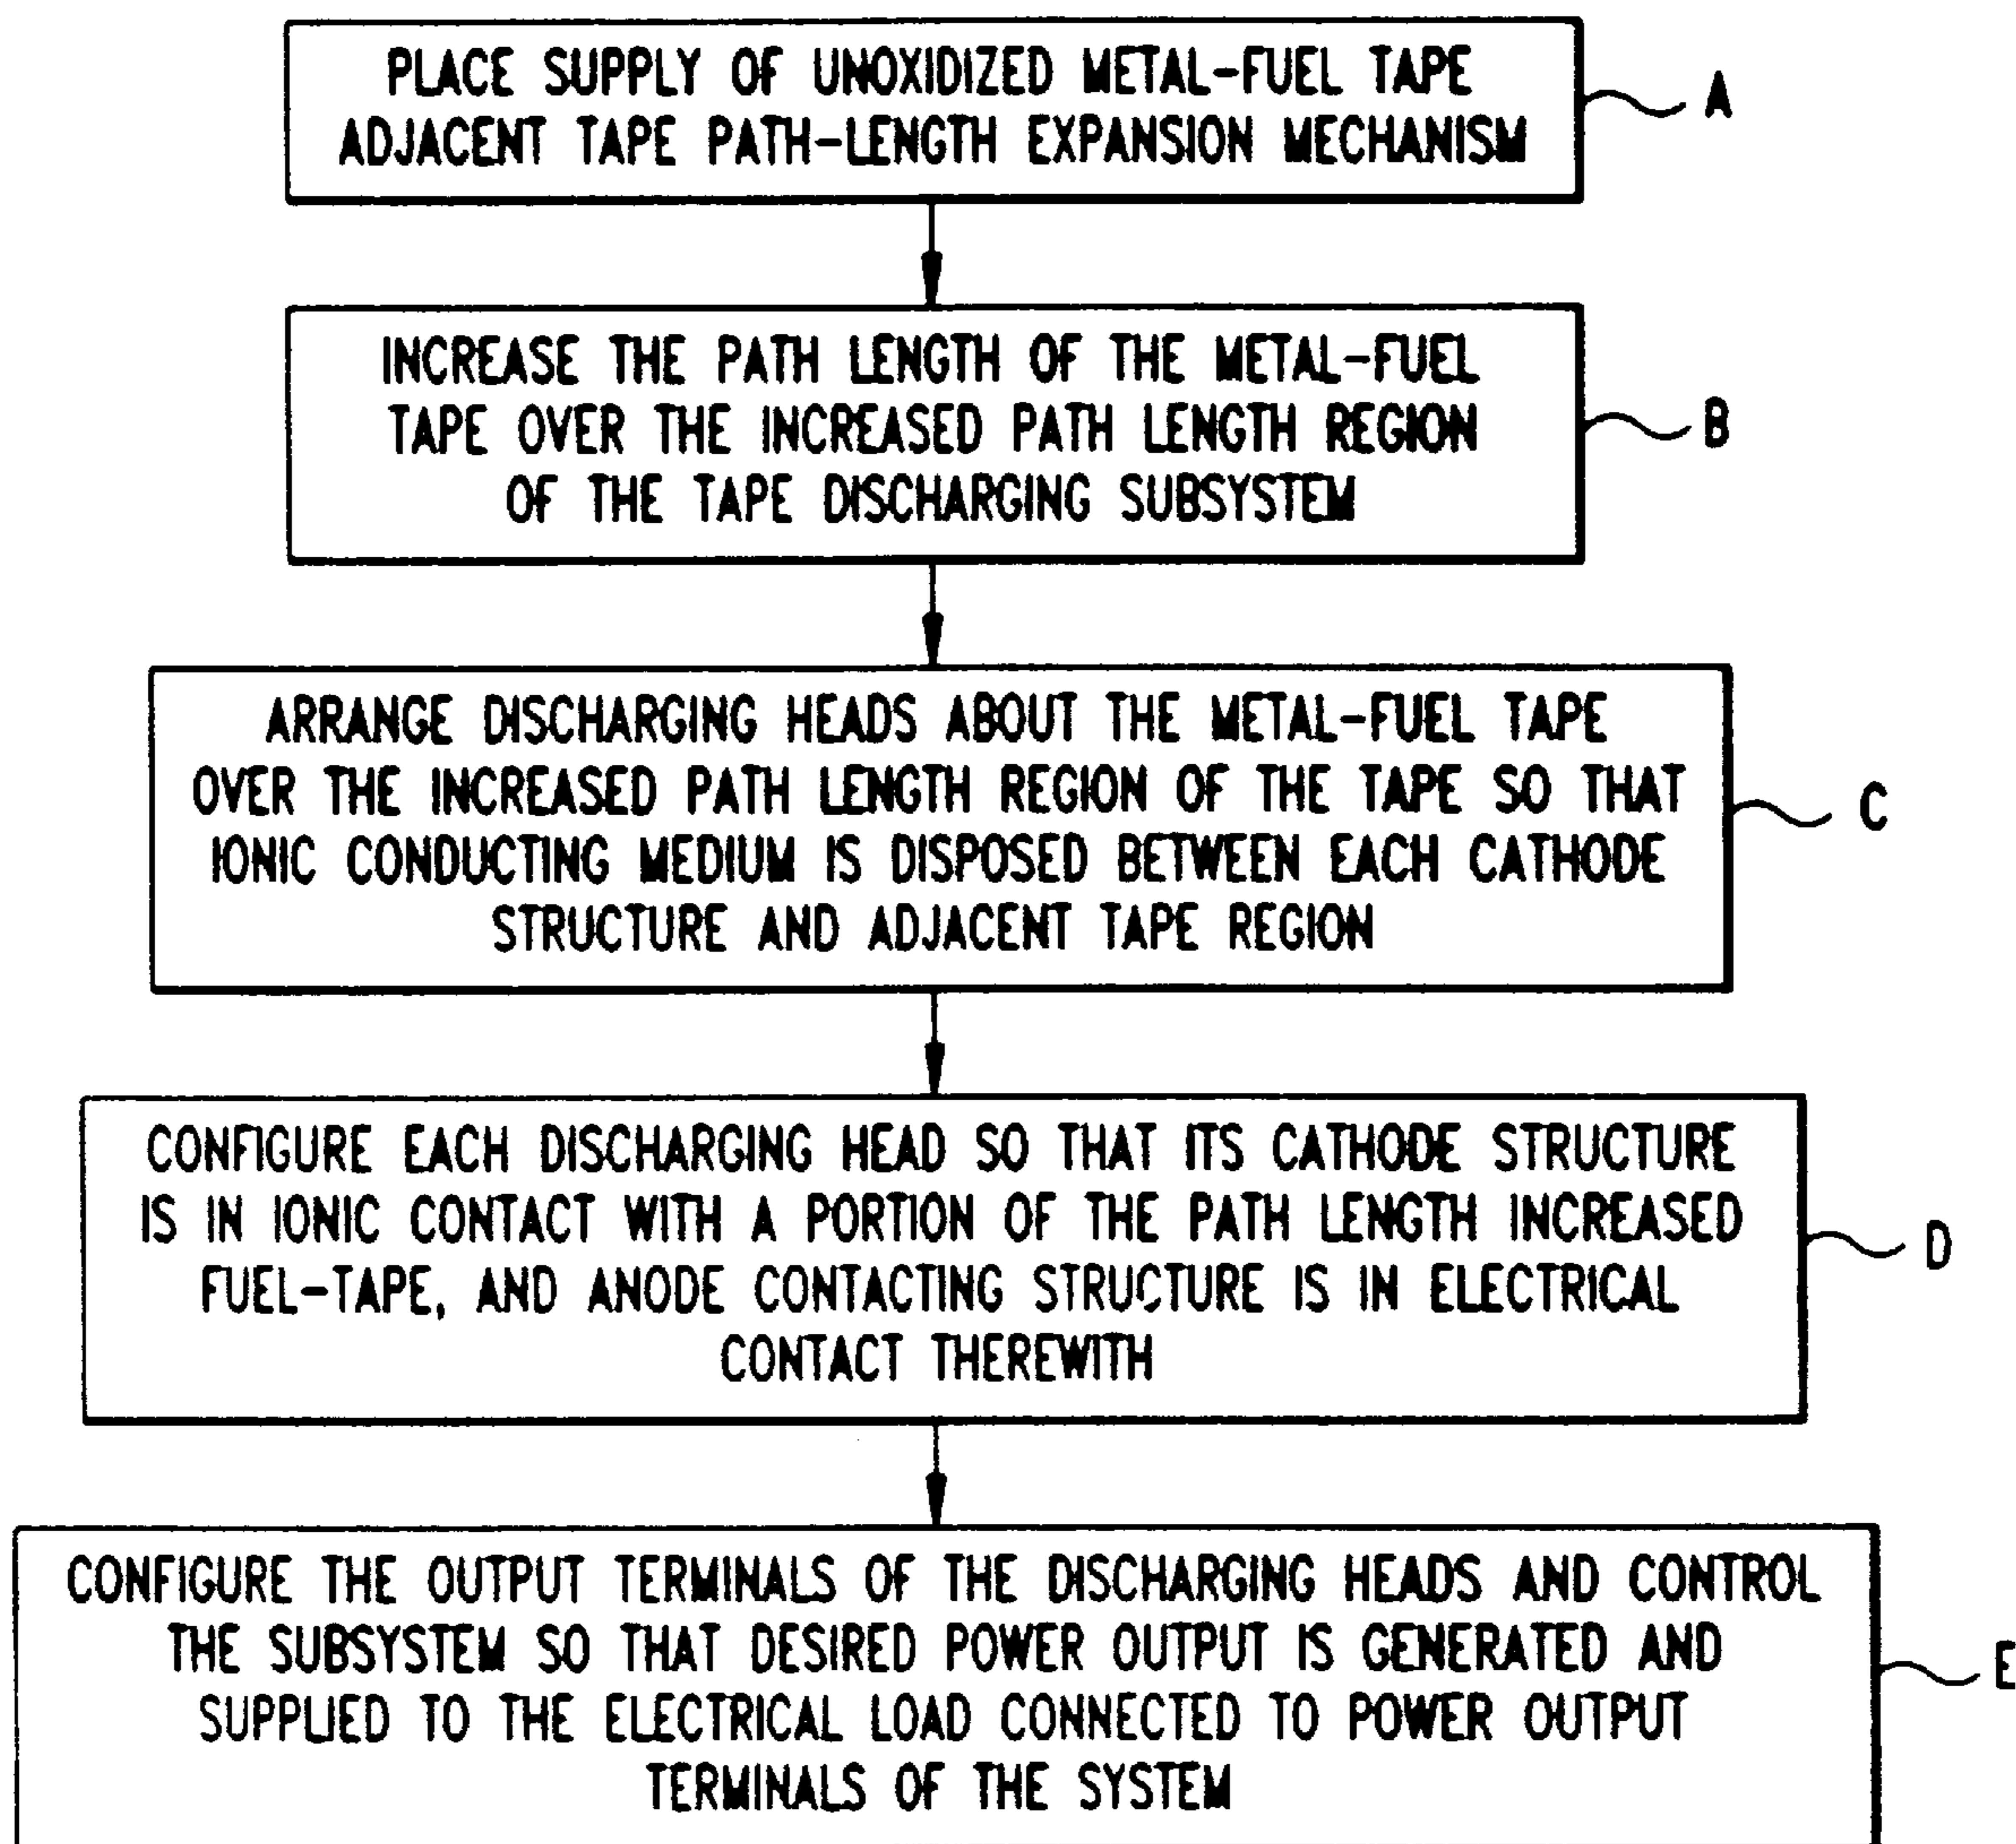 PLACE SUPPLY OF UNOXIDIZED METAL-FUEL TAPE
ADJACENT TAPE PATH-LENGTH EXPANSION MECHANISM
A
INCREASE THE PATH LENGTH OF THE METAL-FUEL
TAPE OVER THE INCREASED PATH LENGTH REGION
OF THE TAPE DISCHARGING SUBSYSTEM
B
ARRANGE DISCHARGING HEADS ABOUT THE METAL-FUEL TAPE
OVER THE INCREASED PATH LENGTH REGION OF THE TAPE SO THAT
IONIC CONDUCTING MEDIUM IS DISPOSED BETWEEN EACH CATHODE
STRUCTURE AND ADJACENT TAPE REGION
C
CONFIGURE EACH DISCHARGING HEAD SO THAT ITS CATHODE STRUCTURE
IS IN IONIC CONTACT WITH A PORTION OF THE PATH LENGTH INCREASED
FUEL-TAPE, AND ANODE CONTACTING STRUCTURE IS IN ELECTRICAL
CONTACT THEREWITH
D
CONFIGURE THE OUTPUT TERMINALS OF THE DISCHARGING HEADS AND CONTROL
THE SUBSYSTEM SO THAT DESIRED POWER OUTPUT IS GENERATED AND
SUPPLIED TO THE ELECTRICAL LOAD CONNECTED TO POWER OUTPUT
TERMINALS OF THE SYSTEM
E